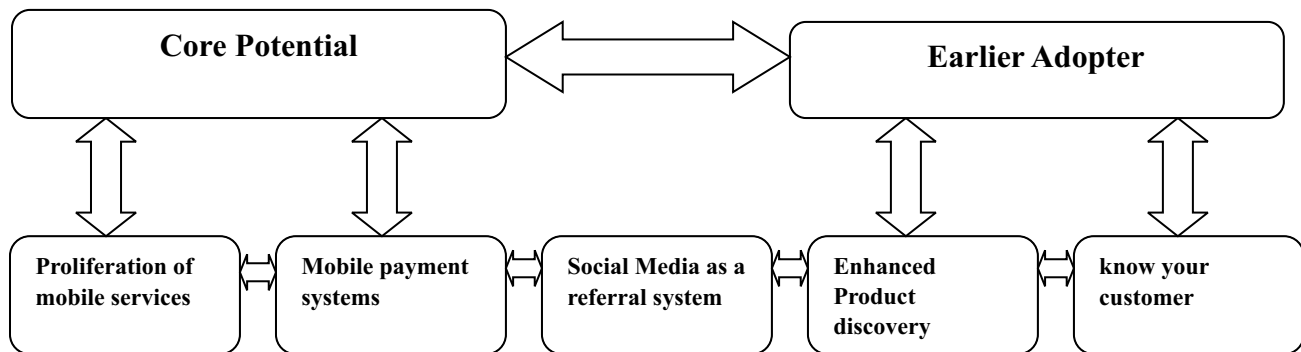 Core Potential
Earlier Adopter
Proliferation of
mobile services
Mobile payment
systems
Social Media as a
referral system
Enhanced
Product
discovery
know your
customer